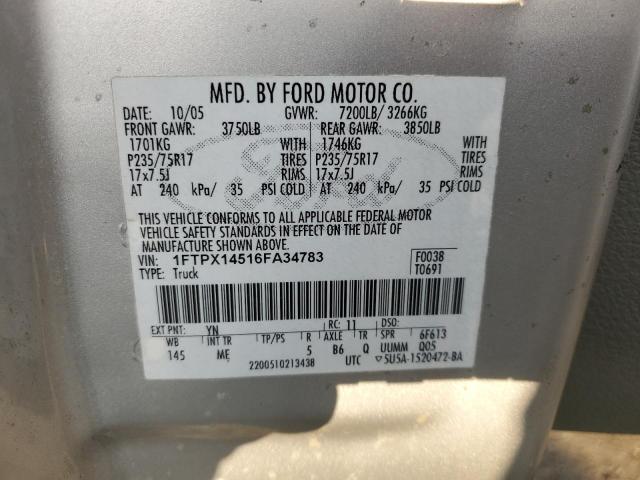 MFD. BY FORD MOTOR CO.
DATE: 10/05 GVWR: 7200LB/ 3266KG
FRONT GAWR: 3750LB REAR GAWR: 3850LB
1701KG WITH 1746KG WITH
P235/75R17 TIRES P235/75R17 TIRES
17x7.5J RIMS 17x7.5J RIMS
AT 240 kPa/ 35 PSI COLD AT 240 kPa/ 35 PSI COLD
THIS VEHICLE CONFORMS TO ALL APPLICABLE FEDERAL MOTOR
VEHICLE SAFETY STANDARDS IN EFFECT ON THE DATE OF
MANUFACTURE SHOWN ABOVE.
VIN: 1FTPX14516FA34783 F0038
TYPE: Truck T0691
EXT PNT: YN RC: 11 DSO:
WB INT TR TP/PS R AXLE TR SPR 6F613
145 ME 5 B6 Q UUMM Q05
2200510213438 UTC 5U5A-1520472-BA